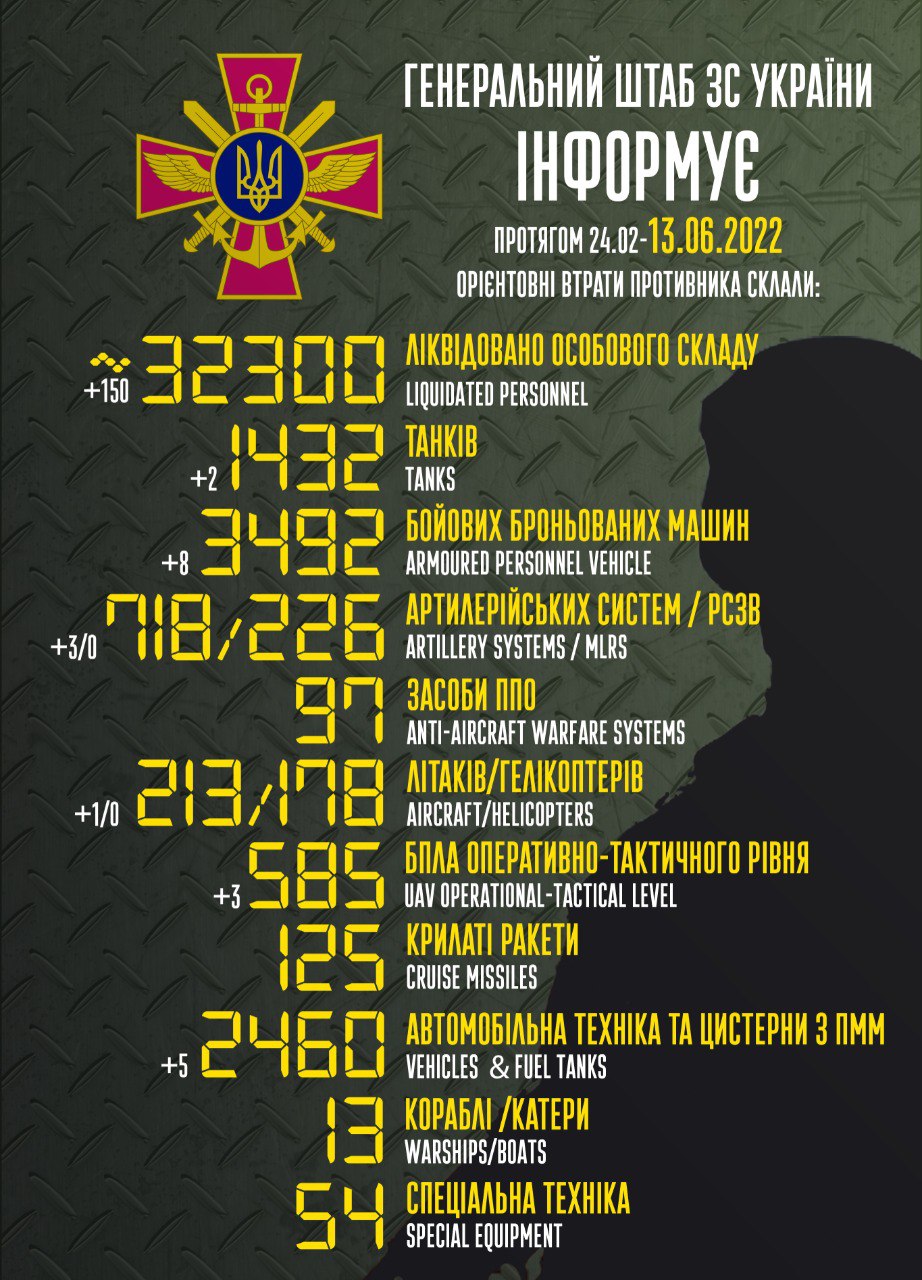 ГЕНЕРАЛЬНИЙ ШТАБ ЗС УКРАЇНИ
ІНФОРМУЄ
ПРОТЯГОМ 24.02-13.06.2022
ОРІЄНТОВНІ ВТРАТИ ПРОТИВНИКА СКЛАЛИ:
+150 ~32300 ЛІКВІДОВАНО ОСОБОВОГО СКЛАДУ
LIQUIDATED PERSONNEL
+2 1432 ТАНКІВ
TANKS
+8 3492 БОЙОВИХ БРОНЬОВАНИХ МАШИН
ARMOURED PERSONNEL VEHICLE
+3/0 718/226 АРТИЛЕРІЙСЬКИХ СИСТЕМ / РСЗВ
ARTILLERY SYSTEMS / MLRS
97 ЗАСОБИ ППО
ANTI-AIRCRAFT WARFARE SYSTEMS
+1/0 213/178 ЛІТАКІВ/ГЕЛІКОПТЕРІВ
AIRCRAFT/HELICOPTERS
+3 585 БПЛА ОПЕРАТИВНО-ТАКТИЧНОГО РІВНЯ
UAV OPERATIONAL-TACTICAL LEVEL
125 КРИЛАТІ РАКЕТИ
CRUISE MISSILES
+5 2460 АВТОМОБІЛЬНА ТЕХНІКА ТА ЦИСТЕРНИ З ПММ
VEHICLES & FUEL TANKS
13 КОРАБЛІ /КАТЕРИ
WARSHIPS/BOATS
54 СПЕЦІАЛЬНА ТЕХНІКА
SPECIAL EQUIPMENT